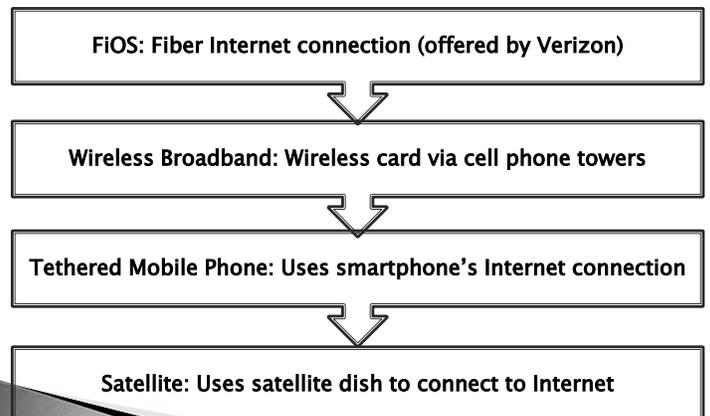 FiOS: Fiber Internet connection (offered by Verizon)
Wireless Broadband: Wireless card via cell phone towers
Tethered Mobile Phone: Uses smartphone’s Internet connection
Satellite: Uses satellite dish to connect to Internet